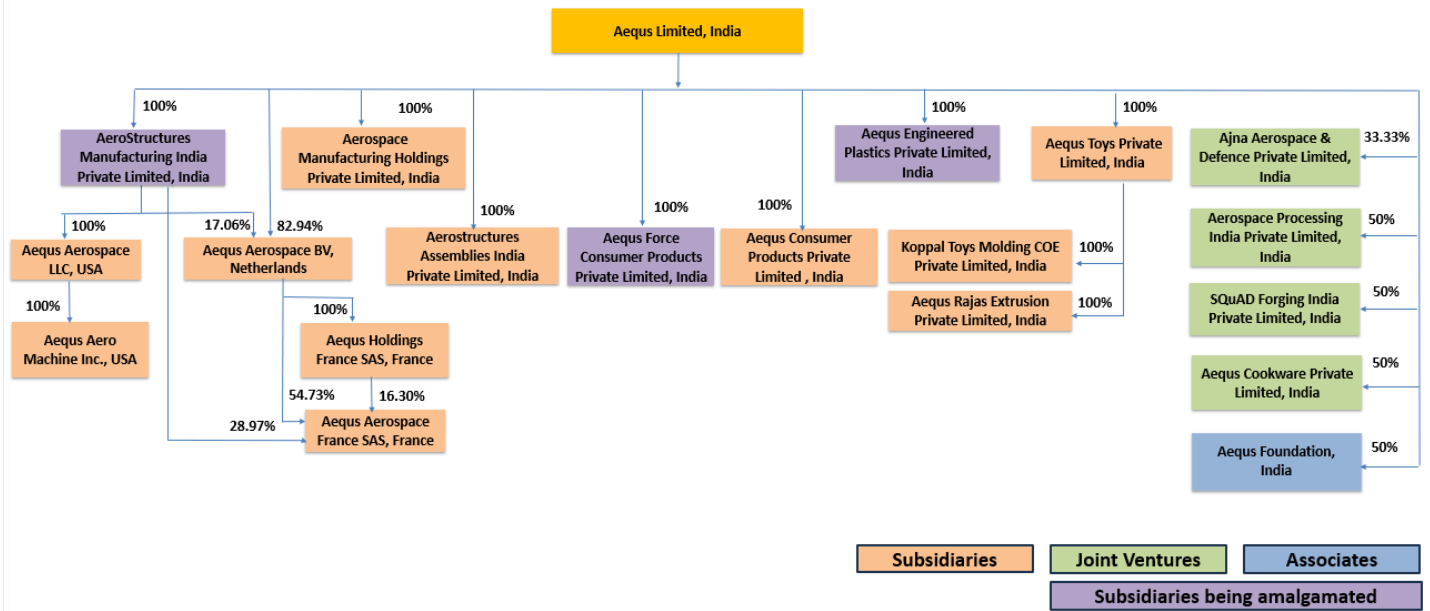 Aequs Limited, India
100%
AeroStructures
Manufacturing India
Private Limited, India
100%
Aerospace
Manufacturing Holdings
Private Limited, India
100%
Aequs Engineered
Plastics Private Limited,
India
100%
Aequs Toys Private
Limited, India
33.33%
Ajna Aerospace &
Defence Private Limited,
India
100%
Aequs Aerospace
LLC, USA
17.06%
82.94%
Aequs Aerospace BV,
Netherlands
100%
Aerostructures
Assemblies India
Private Limited, India
100%
Aequs Force
Consumer Products
Private Limited, India
100%
Aequs Consumer
Products Private
Limited , India
Koppal Toys Molding COE
Private Limited, India
100%
Aequs Rajas Extrusion
Private Limited, India
100%
Aerospace Processing
India Private Limited,
India
50%
SQuAD Forging India
Private Limited, India
50%
100%
Aequs Aero
Machine Inc., USA
100%
Aequs Holdings
France SAS, France
54.73%
16.30%
28.97%
Aequs Aerospace
France SAS, France
Aequs Cookware Private
Limited, India
50%
Aequs Foundation,
India
50%
Subsidiaries
Joint Ventures
Associates
Subsidiaries being amalgamated